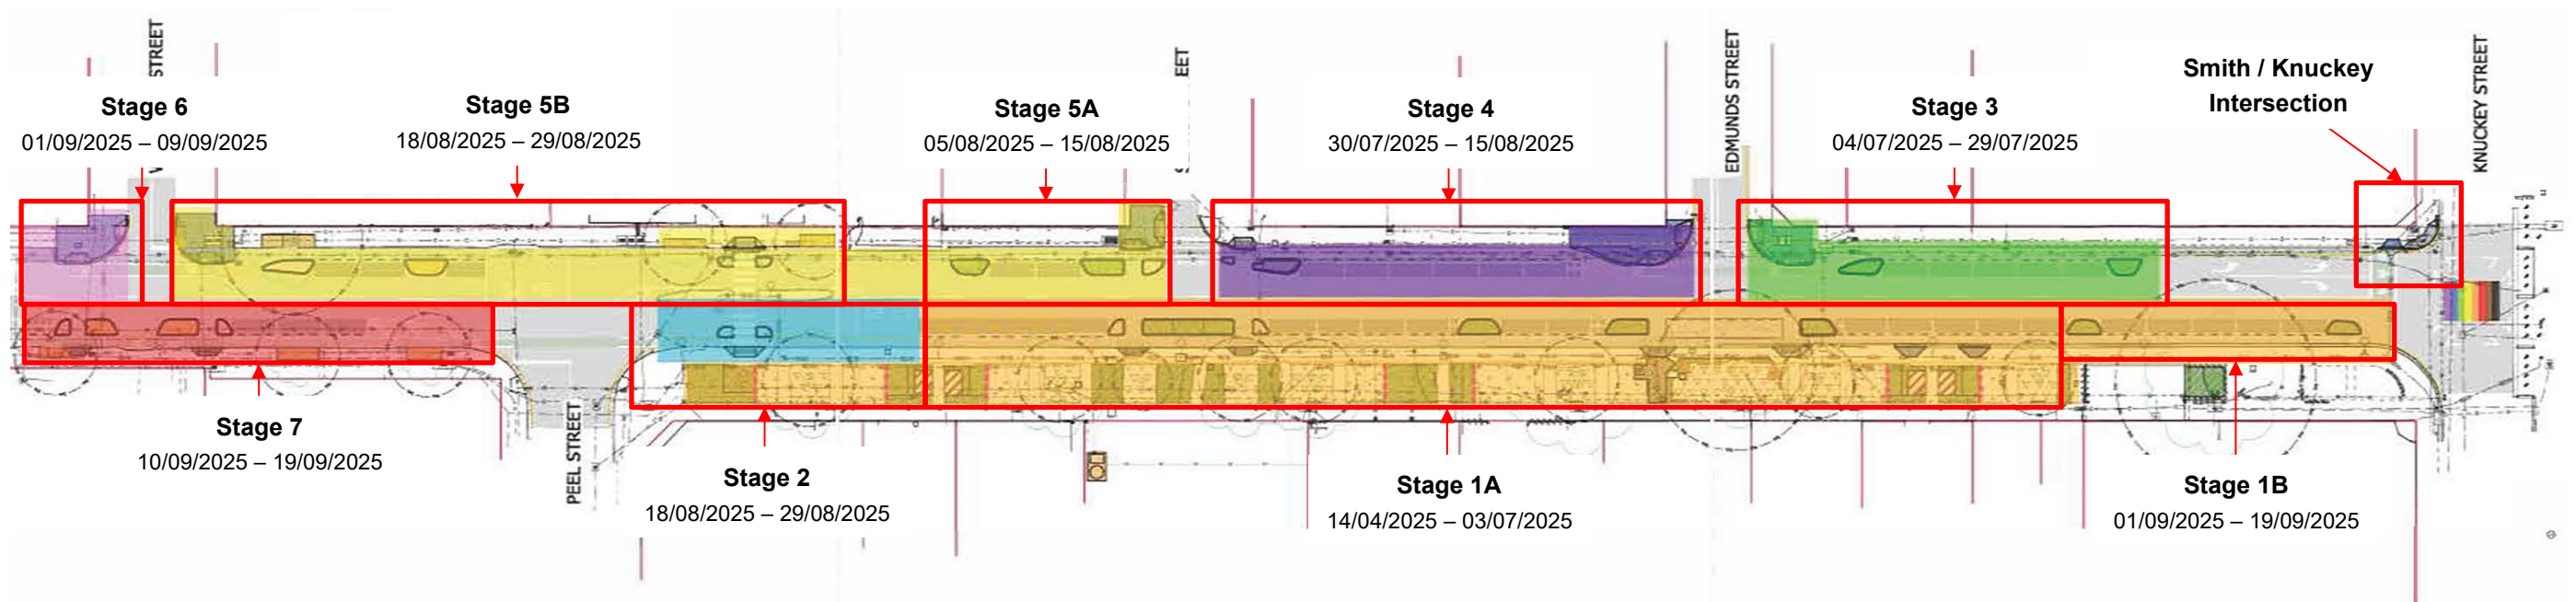 STREET
EET
EDMUNDS STREET
KNUCKEY STREET
Smith / Knuckey
Intersection
Stage 6
01/09/2025 – 09/09/2025
Stage 5B
18/08/2025 – 29/08/2025
Stage 5A
05/08/2025 – 15/08/2025
Stage 4
30/07/2025 – 15/08/2025
Stage 3
04/07/2025 – 29/07/2025
Stage 7
10/09/2025 – 19/09/2025
PEEL STREET
Stage 2
18/08/2025 – 29/08/2025
Stage 1A
14/04/2025 – 03/07/2025
Stage 1B
01/09/2025 – 19/09/2025